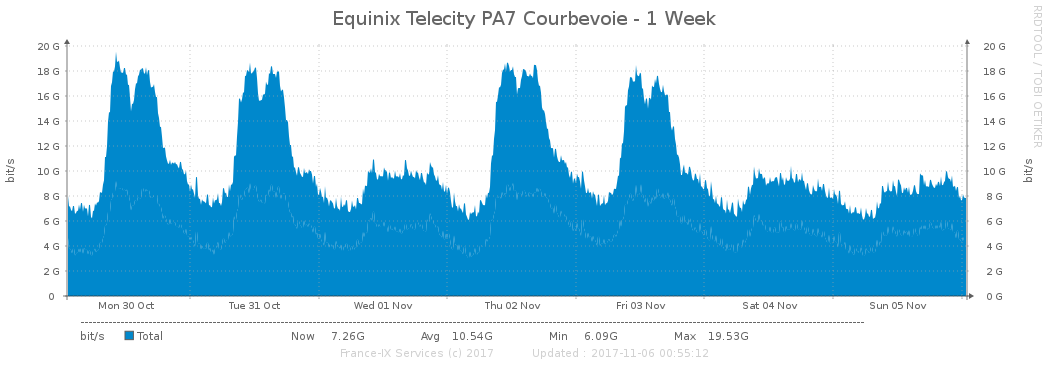 Equinix Telecity PA7 Courbevoie - 1 Week
RRDTOOL / TOBI OETIKER
bit/s
20 G
18 G
16 G
14 G
12 G
10 G
8 G
6 G
4 G
2 G
0
20 G
18 G
16 G
14 G
12 G
10 G
8 G
6 G
4 G
2 G
0 G
bit/s
Mon 30 Oct Tue 31 Oct Wed 01 Nov Thu 02 Nov Fri 03 Nov Sat 04 Nov Sun 05 Nov
bit/s Total Now 7.26G Avg 10.54G Min 6.09G Max 19.53G
France-IX Services (c) 2017 Updated : 2017-11-06 00:55:12